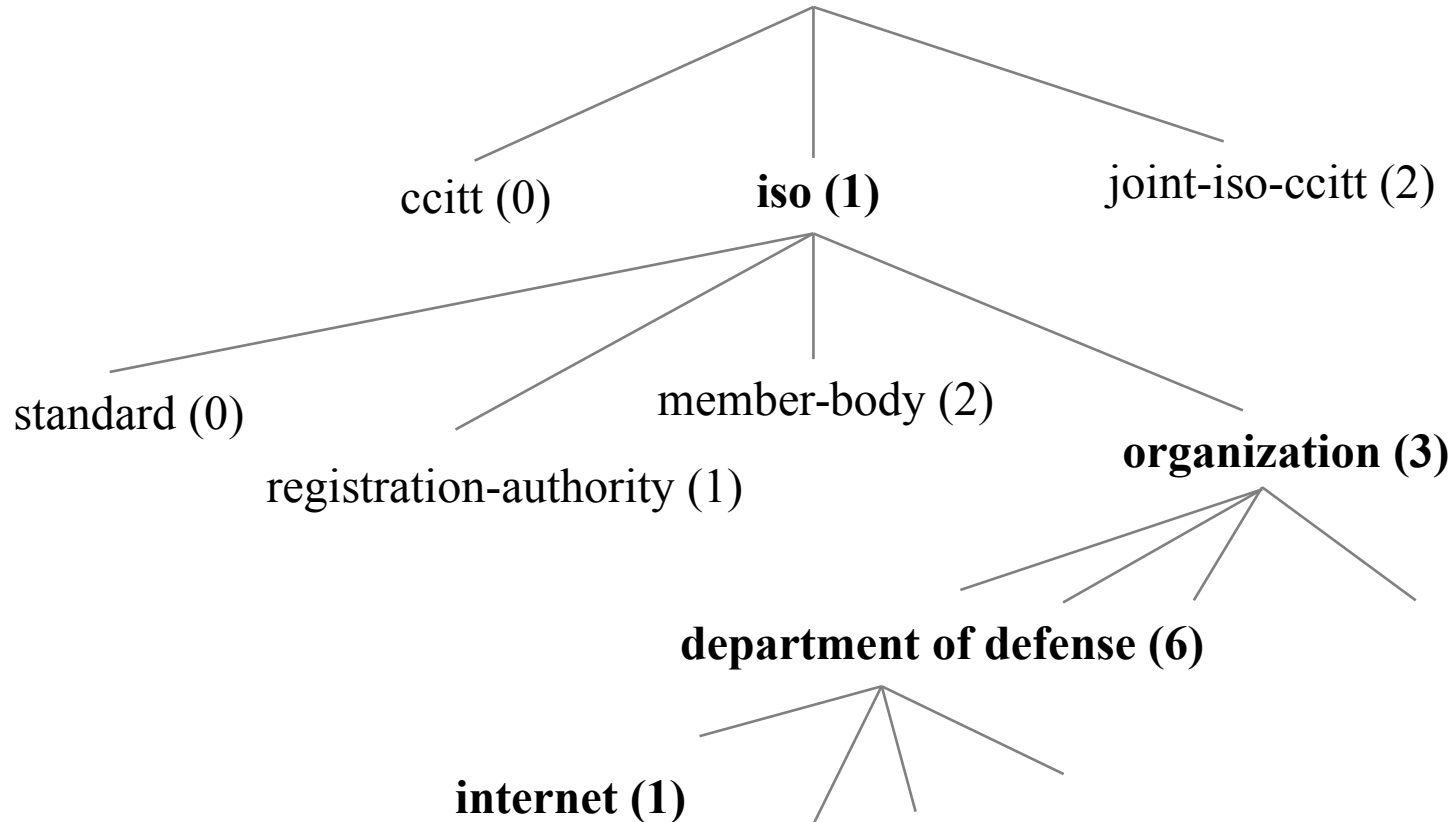 ccitt (0)
iso (1)
joint-iso-ccitt (2)
standard (0)
registration-authority (1)
member-body (2)
organization (3)
department of defense (6)
internet (1)